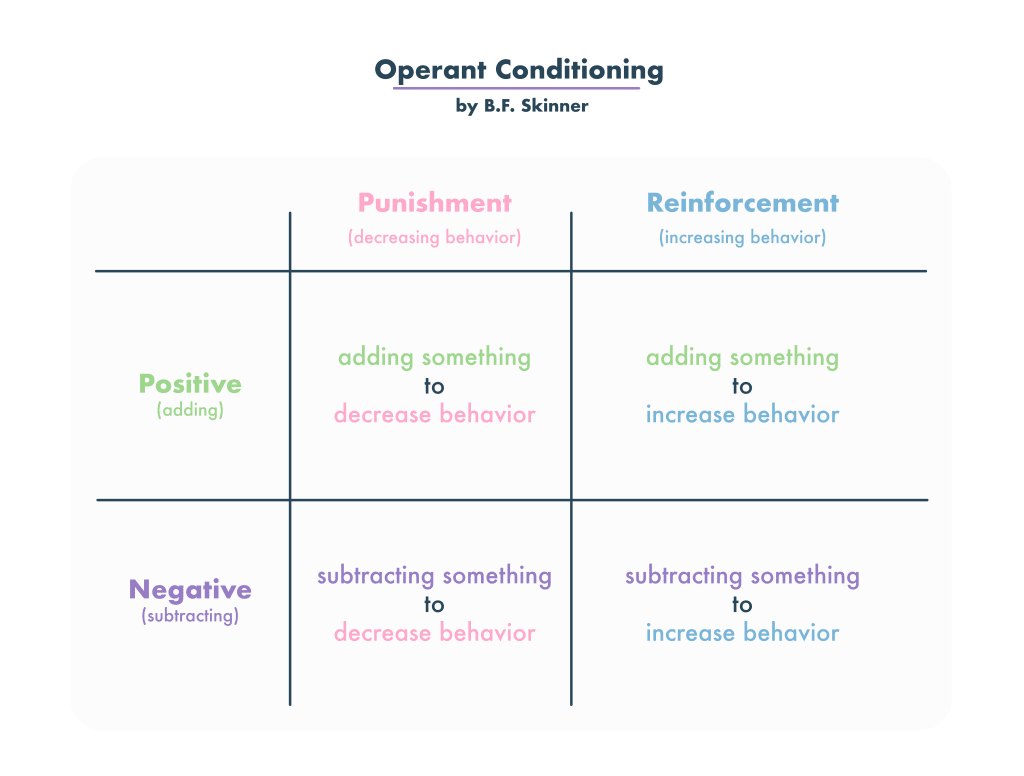 Operant Conditioning
by B.F. Skinner
Punishment
(decreasing behavior)
Reinforcement
(increasing behavior)
Positive
(adding)
adding something
to
decrease behavior
adding something
to
increase behavior
Negative
(subtracting)
subtracting something
to
decrease behavior
subtracting something
to
increase behavior